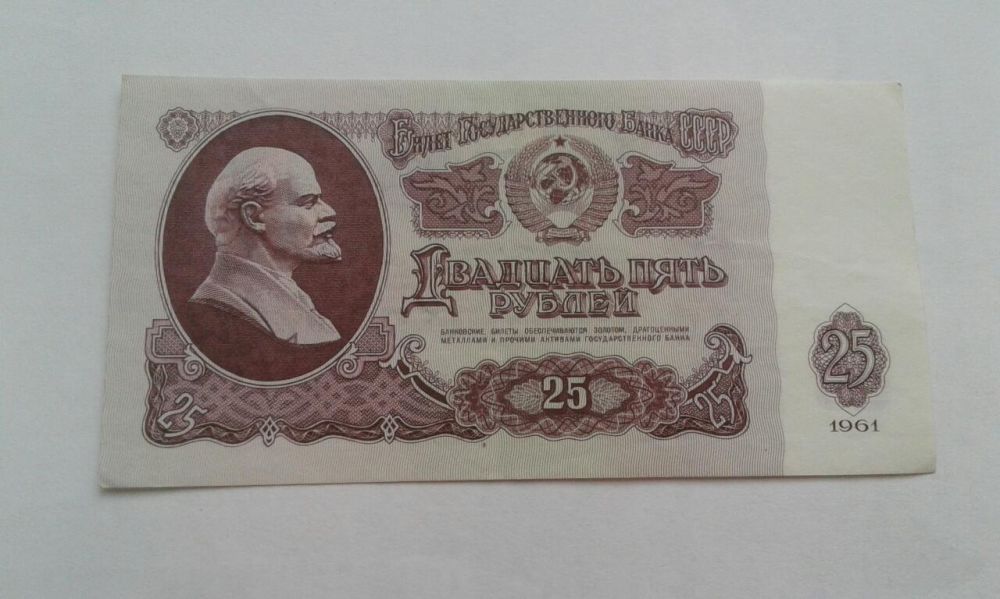 Билет Государственного Банка СССР
Двадцать пять
рублей
БАНКОВСКИЕ БИЛЕТЫ ОБЕСПЕЧИВАЮТСЯ ЗОЛОТОМ, ДРАГОЦЕННЫМИ
МЕТАЛЛАМИ И ПРОЧИМИ АКТИВАМИ ГОСУДАРСТВЕННОГО БАНКА
25
25
25
25
1961